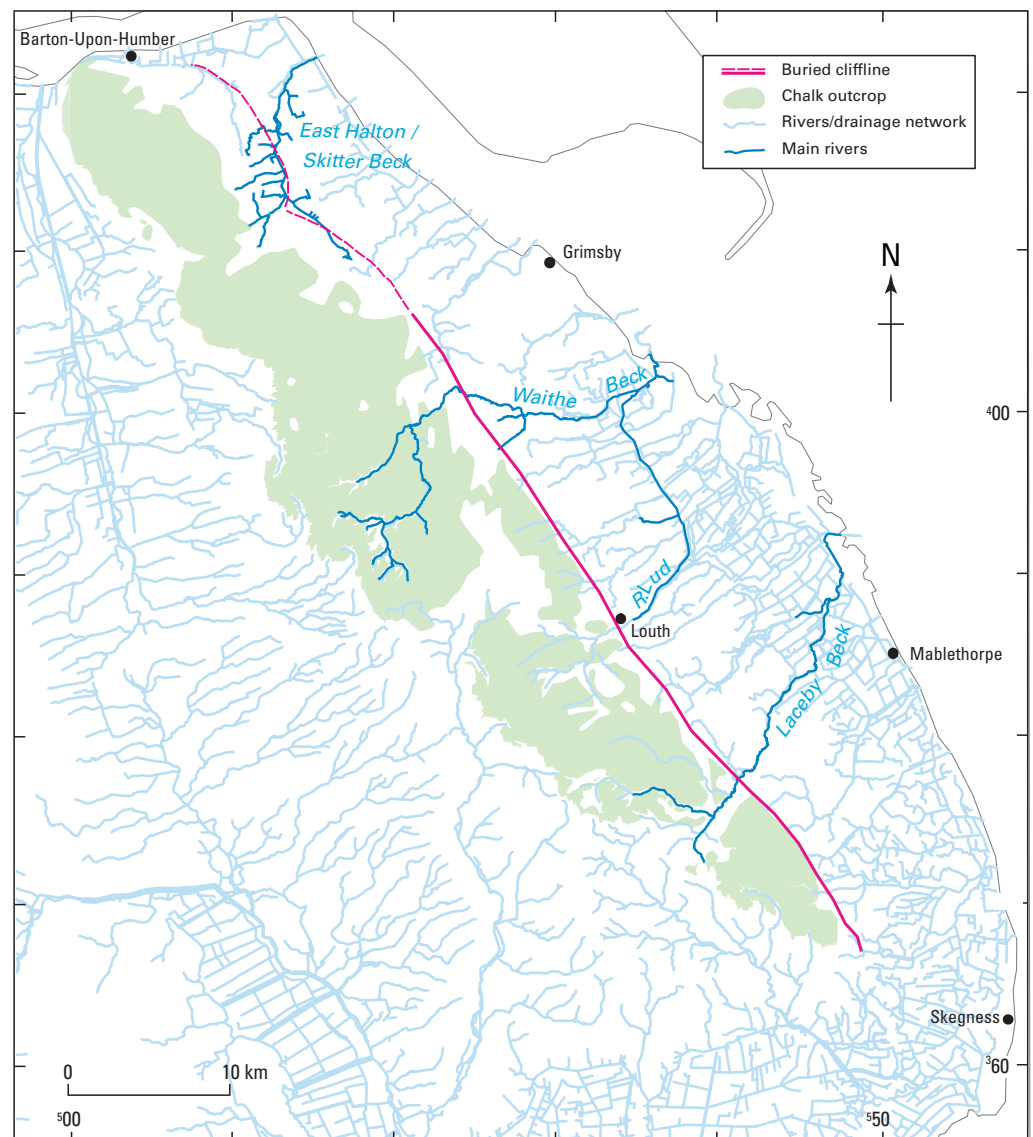 Barton-Upon-Humber
Buried cliffline
Chalk outcrop
Rivers/drainage network
Main rivers
East Halton /
Skitter Beck
Grimsby
N
Waithe Beck
⁴00
R.Lud
Louth
Laceby Beck
Mablethorpe
Skegness
³60
0 10 km
⁵00 ⁵50